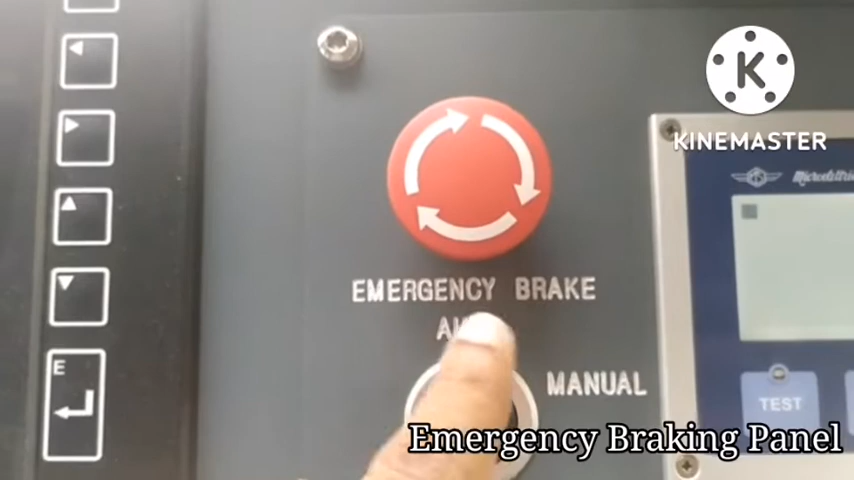 KINEMASTER
EMERGENCY BRAKE
MANUAL
E
TEST
Emergency Braking Panel